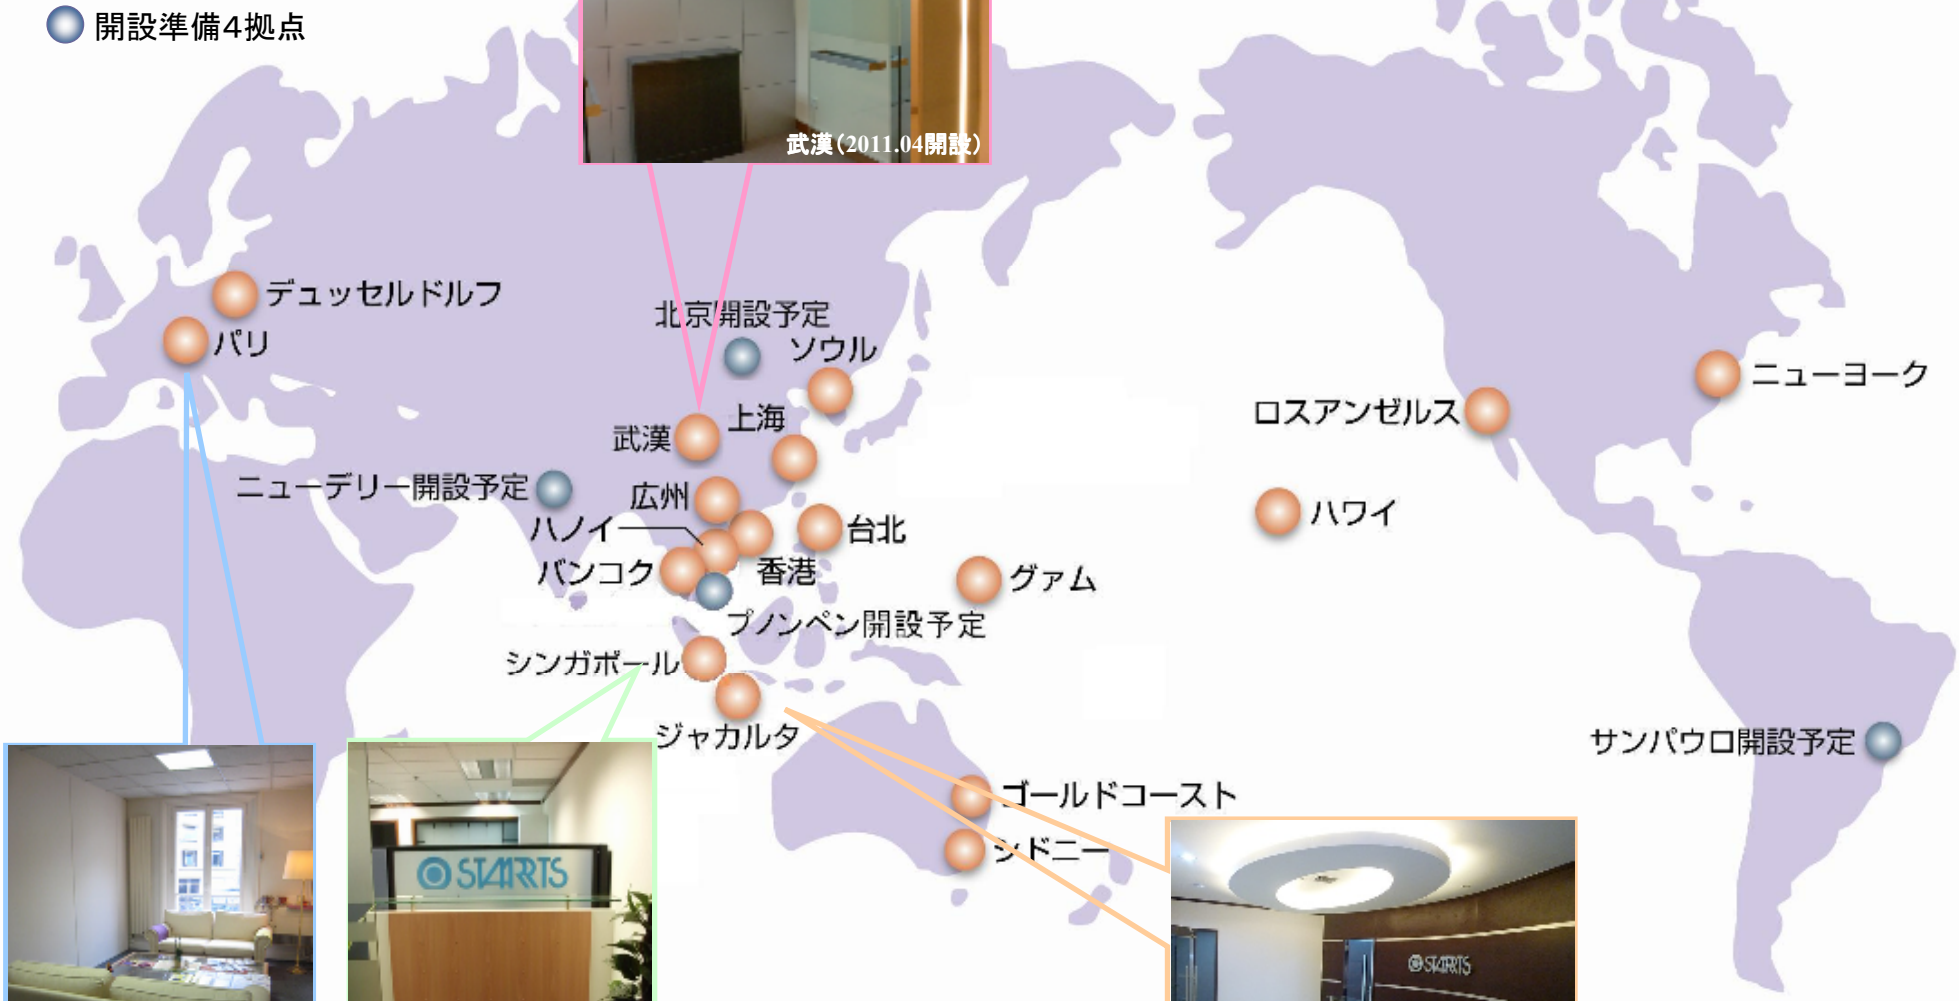 開設準備4拠点
武漢（2011.04開設）
デュッセルドルフ
パリ
北京開設予定
ソウル
上海
武漢
ニューデリー開設予定
広州
ハノイ
バンコク
香港
台北
プノンペン開設予定
シンガポール
ジャカルタ
グァム
ハワイ
ロスアンゼルス
ニューヨーク
サンパウロ開設予定
ゴールドコースト
シドニー
STARTS
STARTS